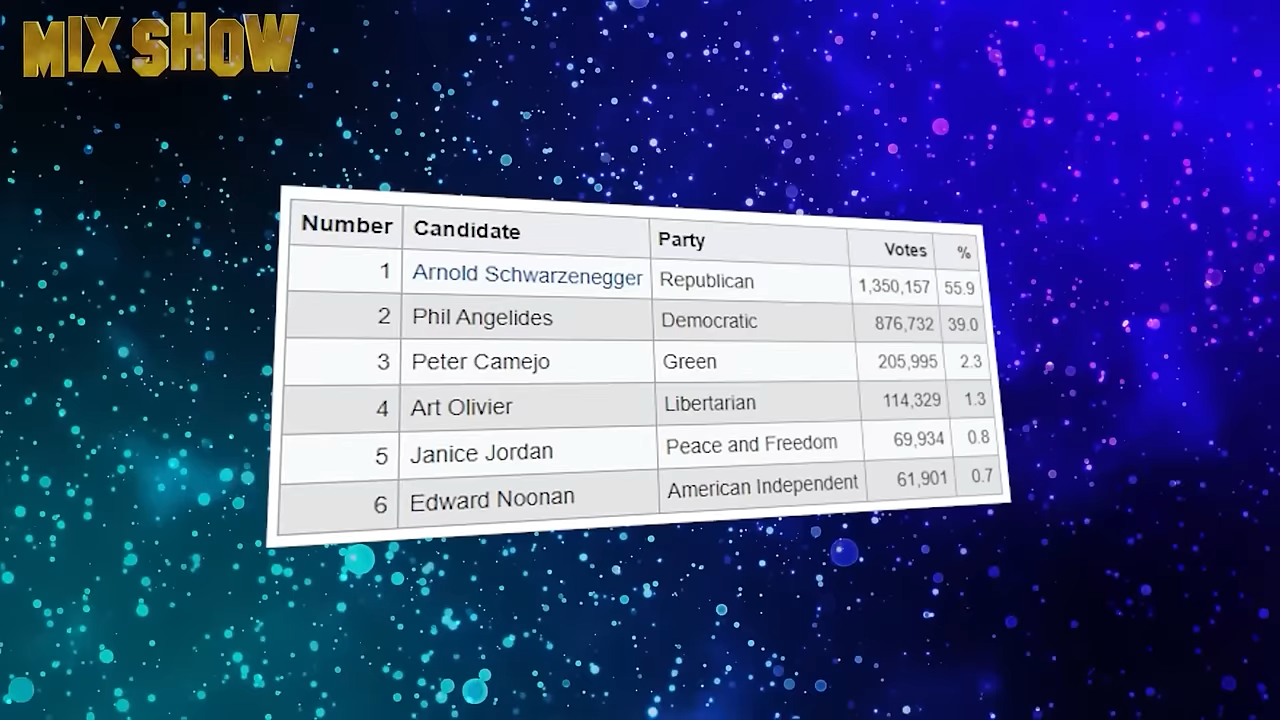 MIX SHOW
Number Candidate Party Votes %
1 Arnold Schwarzenegger Republican 1,350,157 55.9
2 Phil Angelides Democratic 876,732 39.0
3 Peter Camejo Green 205,995 2.3
4 Art Olivier Libertarian 114,329 1.3
5 Janice Jordan Peace and Freedom 69,934 0.8
6 Edward Noonan American Independent 61,901 0.7